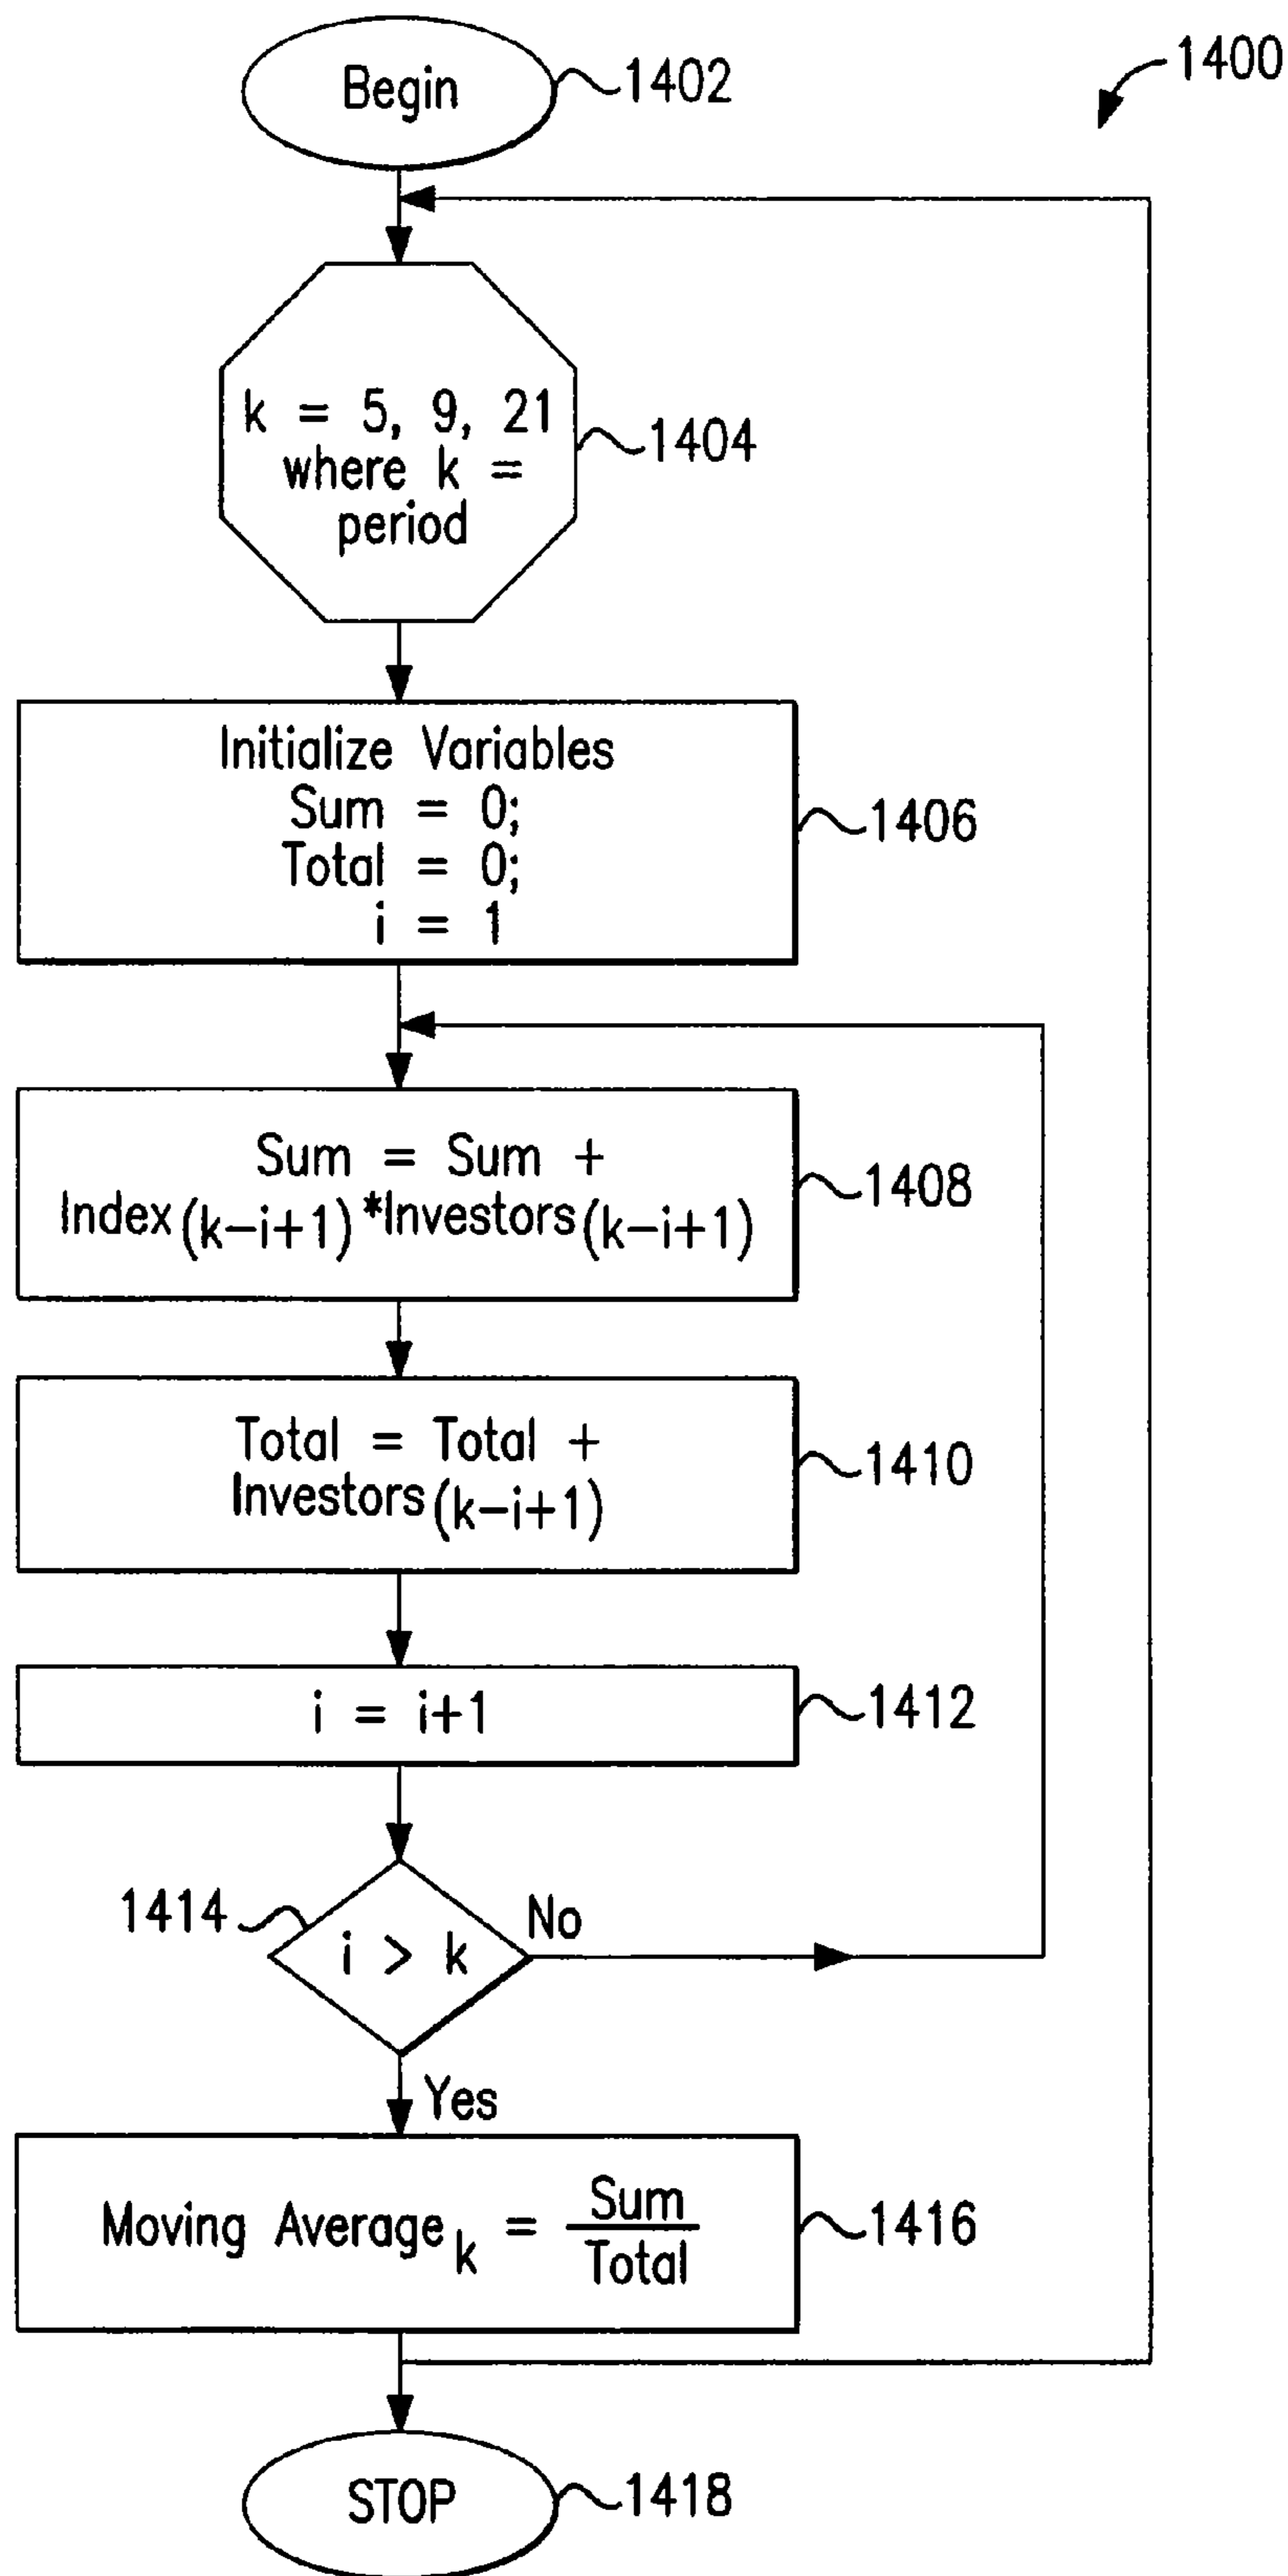 Begin
1402
1400
k = 5, 9, 21
where k =
period
1404
Initialize Variables
Sum = 0;
Total = 0;
i = 1
1406
Sum = Sum +
Index(k-i+1)*Investors(k-i+1)
1408
Total = Total +
Investors(k-i+1)
1410
i = i+1
1412
1414
i > k
No
Yes
Moving Average k = Sum
Total
1416
STOP
1418